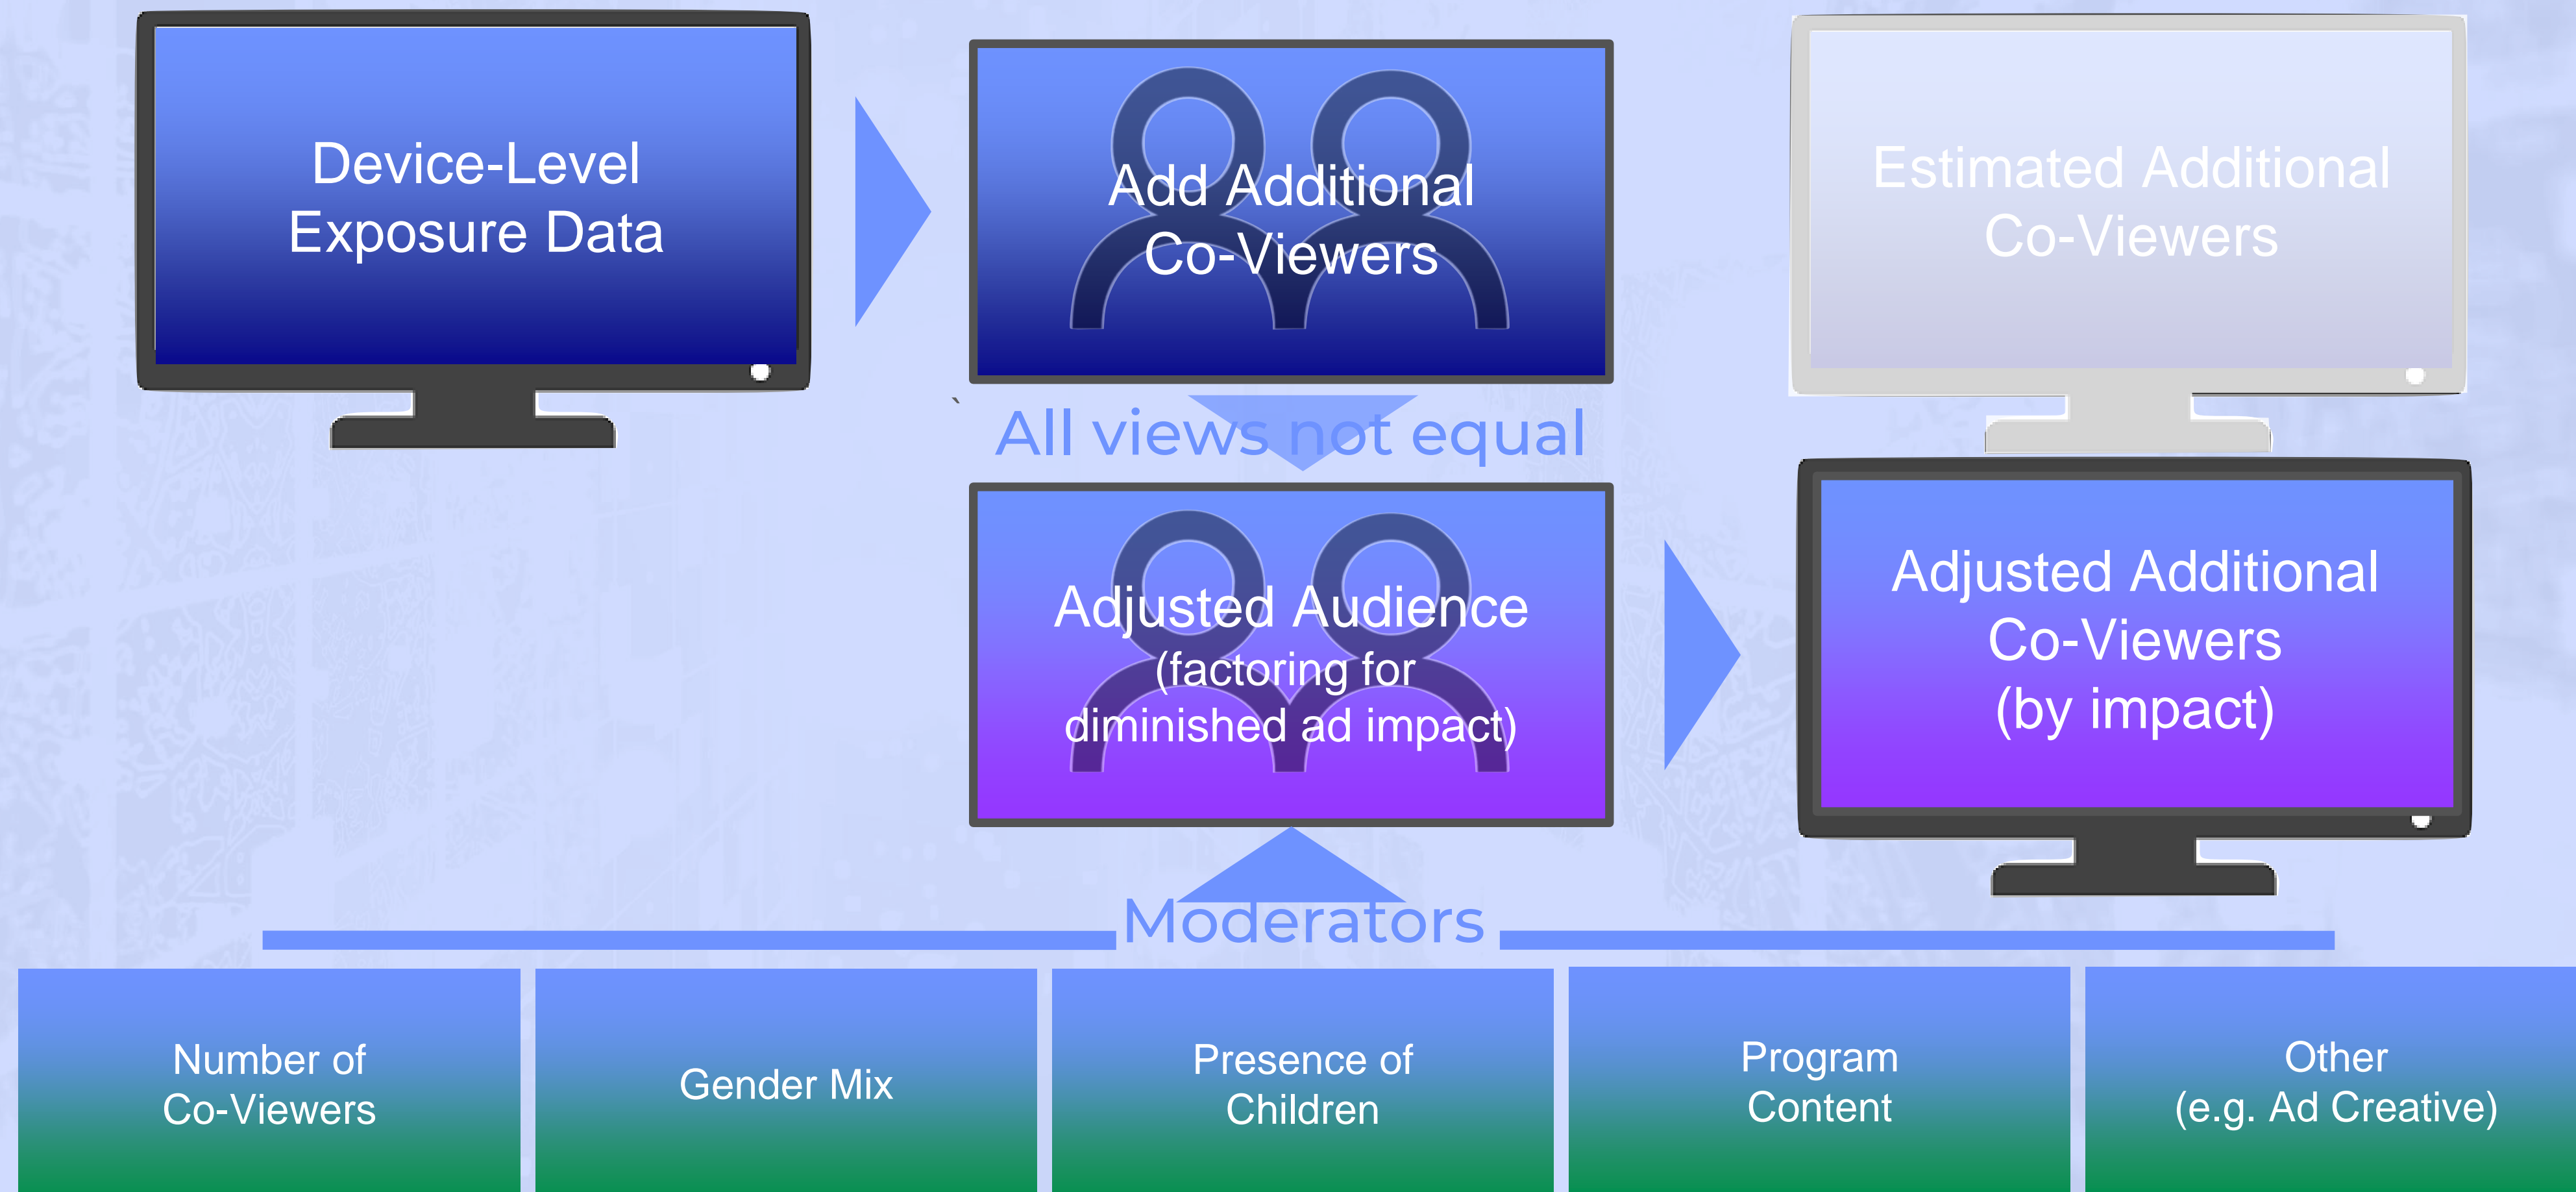 Device-Level
Exposure Data
Add Additional
Co-Viewers
Estimated Additional
Co-Viewers
`
All views not equal
Adjusted Audience
(factoring for
diminished ad impact)
Adjusted Additional
Co-Viewers
(by impact)
Moderators
Number of
Co-Viewers
Gender Mix
Presence of
Children
Program
Content
Other
(e.g. Ad Creative)